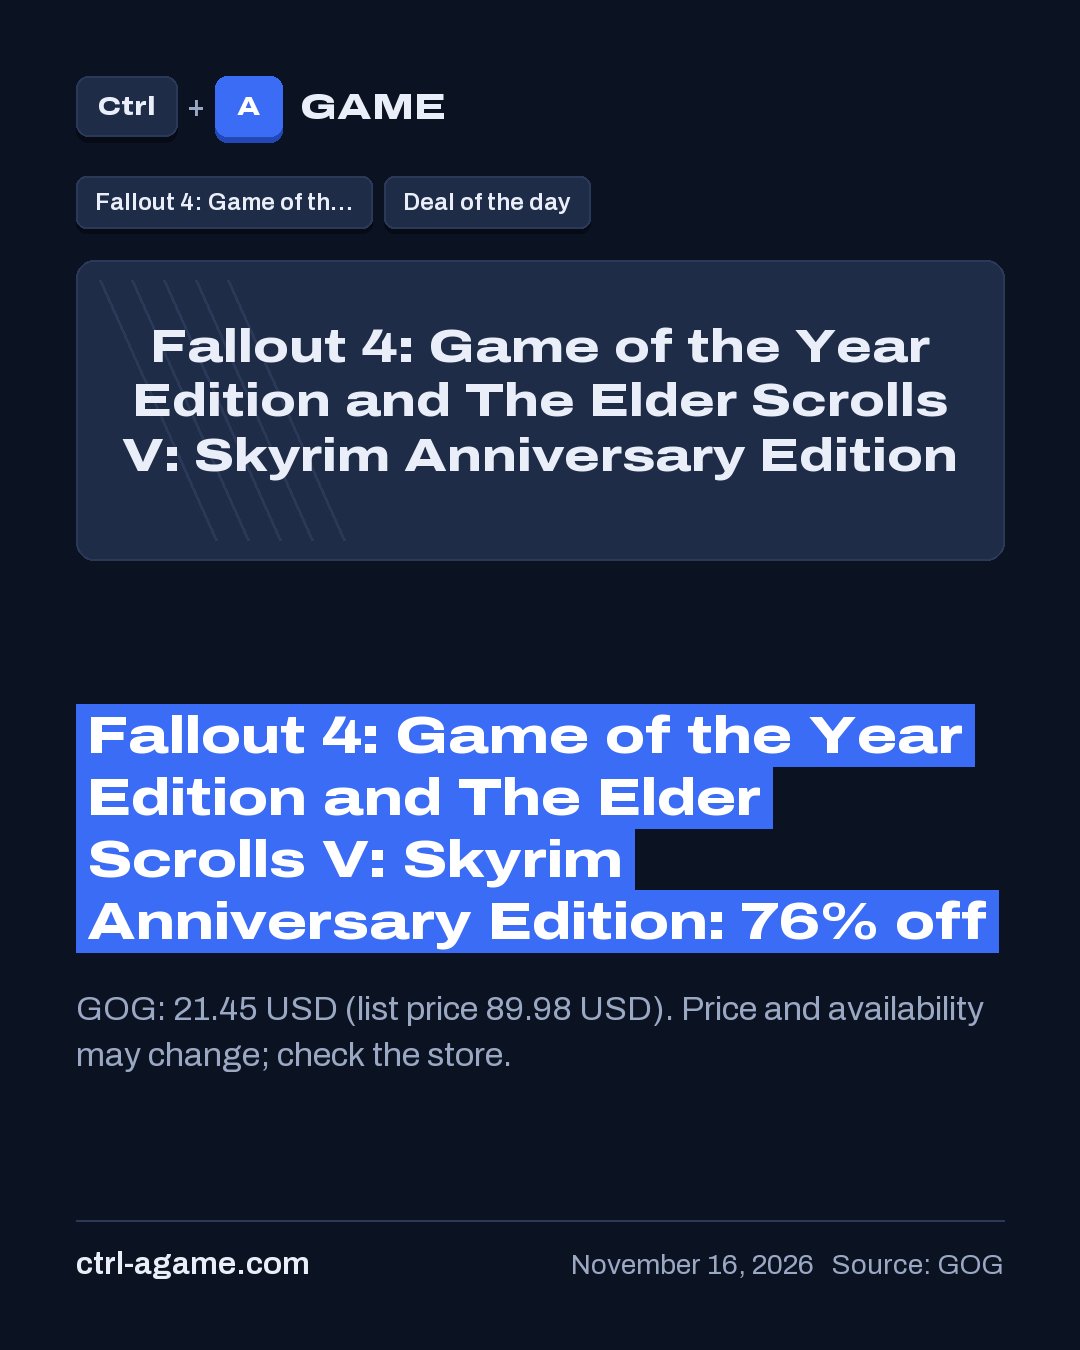 Ctrl + A GAME
Fallout 4: Game of th... Deal of the day
Fallout 4: Game of the Year
Edition and The Elder Scrolls
V: Skyrim Anniversary Edition
Fallout 4: Game of the Year
Edition and The Elder
Scrolls V: Skyrim
Anniversary Edition: 76% off
GOG: 21.45 USD (list price 89.98 USD). Price and availability
may change; check the store.
ctrl-agame.com November 16, 2026 Source: GOG